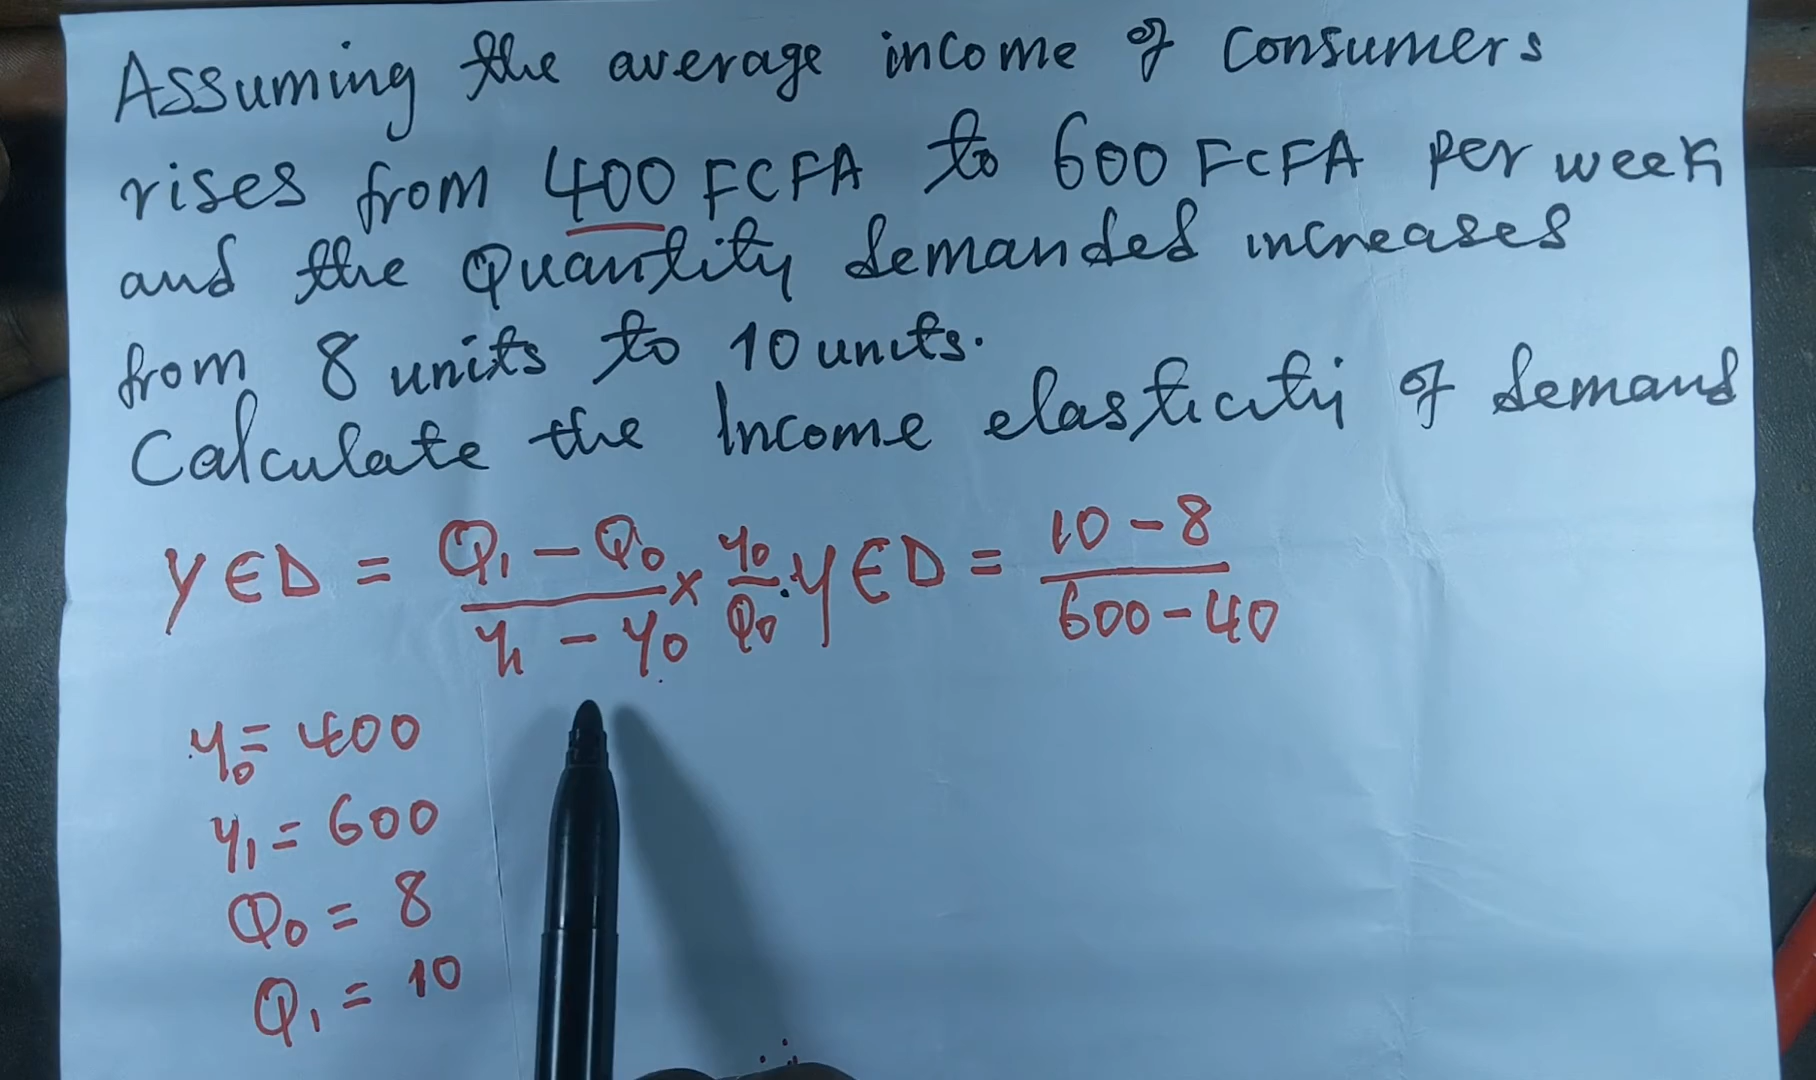 Assuming the average income of consumers
rises from 400 FCFA to 600 FCFA per week
and the Quantity demanded increases
from 8 units to 10 units.
Calculate the Income elasticity of demand
YED = Q₁ - Q₀ / Y₁ - Y₀ × Y₀ / Q₀ . YED = 10 - 8 / 600 - 40
Y₀ = 400
Y₁ = 600
Q₀ = 8
Q₁ = 10